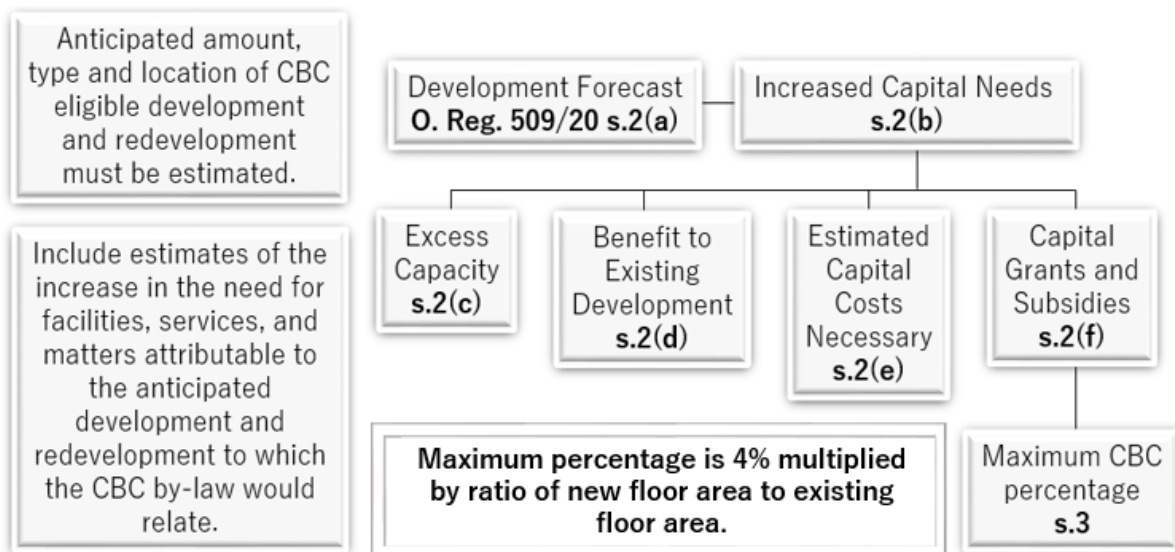 Anticipated amount,
type and location of CBC
eligible development
and redevelopment
must be estimated.
Include estimates of the
increase in the need for
facilities, services, and
matters attributable to
the anticipated
development and
redevelopment to which
the CBC by-law would
relate.
Development Forecast
O. Reg. 509/20 s.2(a)
Increased Capital Needs
s.2(b)
Excess
Capacity
s.2(c)
Benefit to
Existing
Development
s.2(d)
Estimated
Capital
Costs
Necessary
s.2(e)
Capital
Grants and
Subsidies
s.2(f)
Maximum percentage is 4% multiplied
by ratio of new floor area to existing
floor area.
Maximum CBC
percentage
s.3